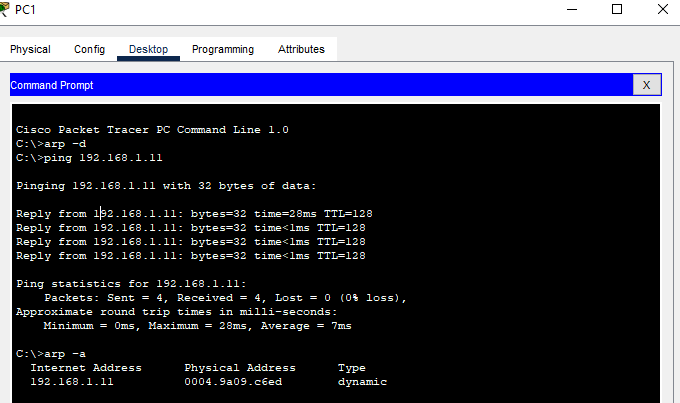 PC1
Physical Config Desktop Programming Attributes
Command Prompt X
Cisco Packet Tracer PC Command Line 1.0
C:\>arp -d
C:\>ping 192.168.1.11
Pinging 192.168.1.11 with 32 bytes of data:
Reply from 192.168.1.11: bytes=32 time=28ms TTL=128
Reply from 192.168.1.11: bytes=32 time<1ms TTL=128
Reply from 192.168.1.11: bytes=32 time<1ms TTL=128
Reply from 192.168.1.11: bytes=32 time<1ms TTL=128
Ping statistics for 192.168.1.11:
Packets: Sent = 4, Received = 4, Lost = 0 (0% loss),
Approximate round trip times in milli-seconds:
Minimum = 0ms, Maximum = 28ms, Average = 7ms
C:\>arp -a
Internet Address Physical Address Type
192.168.1.11 0004.9a09.c6ed dynamic